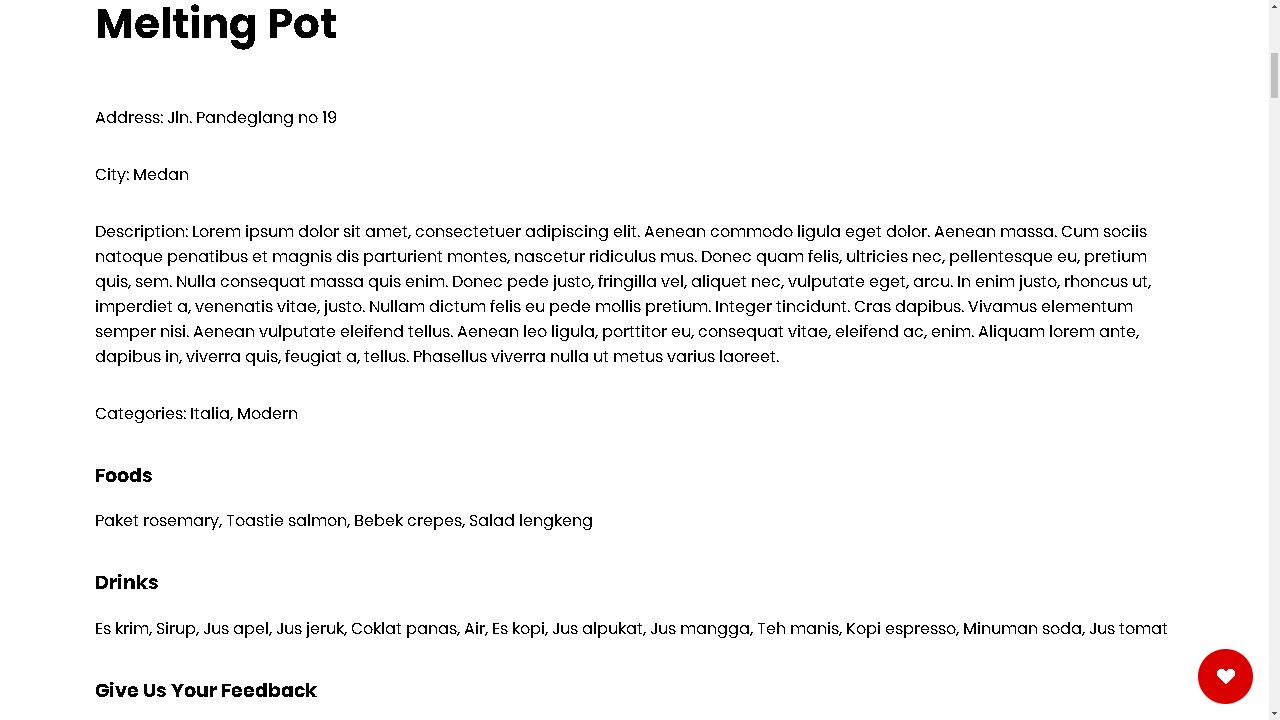 Melting Pot
Address: Jln. Pandeglang no 19
City: Medan
Description: Lorem ipsum dolor sit amet, consectetuer adipiscing elit. Aenean commodo ligula eget dolor. Aenean massa. Cum sociis
natoque penatibus et magnis dis parturient montes, nascetur ridiculus mus. Donec quam felis, ultricies nec, pellentesque eu, pretium
quis, sem. Nulla consequat massa quis enim. Donec pede justo, fringilla vel, aliquet nec, vulputate eget, arcu. In enim justo, rhoncus ut,
imperdiet a, venenatis vitae, justo. Nullam dictum felis eu pede mollis pretium. Integer tincidunt. Cras dapibus. Vivamus elementum
semper nisi. Aenean vulputate eleifend tellus. Aenean leo ligula, porttitor eu, consequat vitae, eleifend ac, enim. Aliquam lorem ante,
dapibus in, viverra quis, feugiat a, tellus. Phasellus viverra nulla ut metus varius laoreet.
Categories: Italia, Modern
Foods
Paket rosemary, Toastie salmon, Bebek crepes, Salad lengkeng
Drinks
Es krim, Sirup, Jus apel, Jus jeruk, Coklat panas, Air, Es kopi, Jus alpukat, Jus mangga, Teh manis, Kopi espresso, Minuman soda, Jus tomat
Give Us Your Feedback